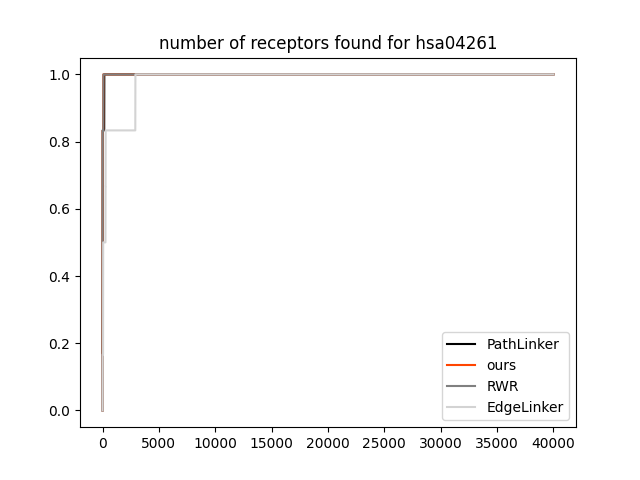 number of receptors found for hsa04261
1.0
0.8
0.6
0.4
0.2
0.0
PathLinker
ours
RWR
EdgeLinker
0 5000 10000 15000 20000 25000 30000 35000 40000